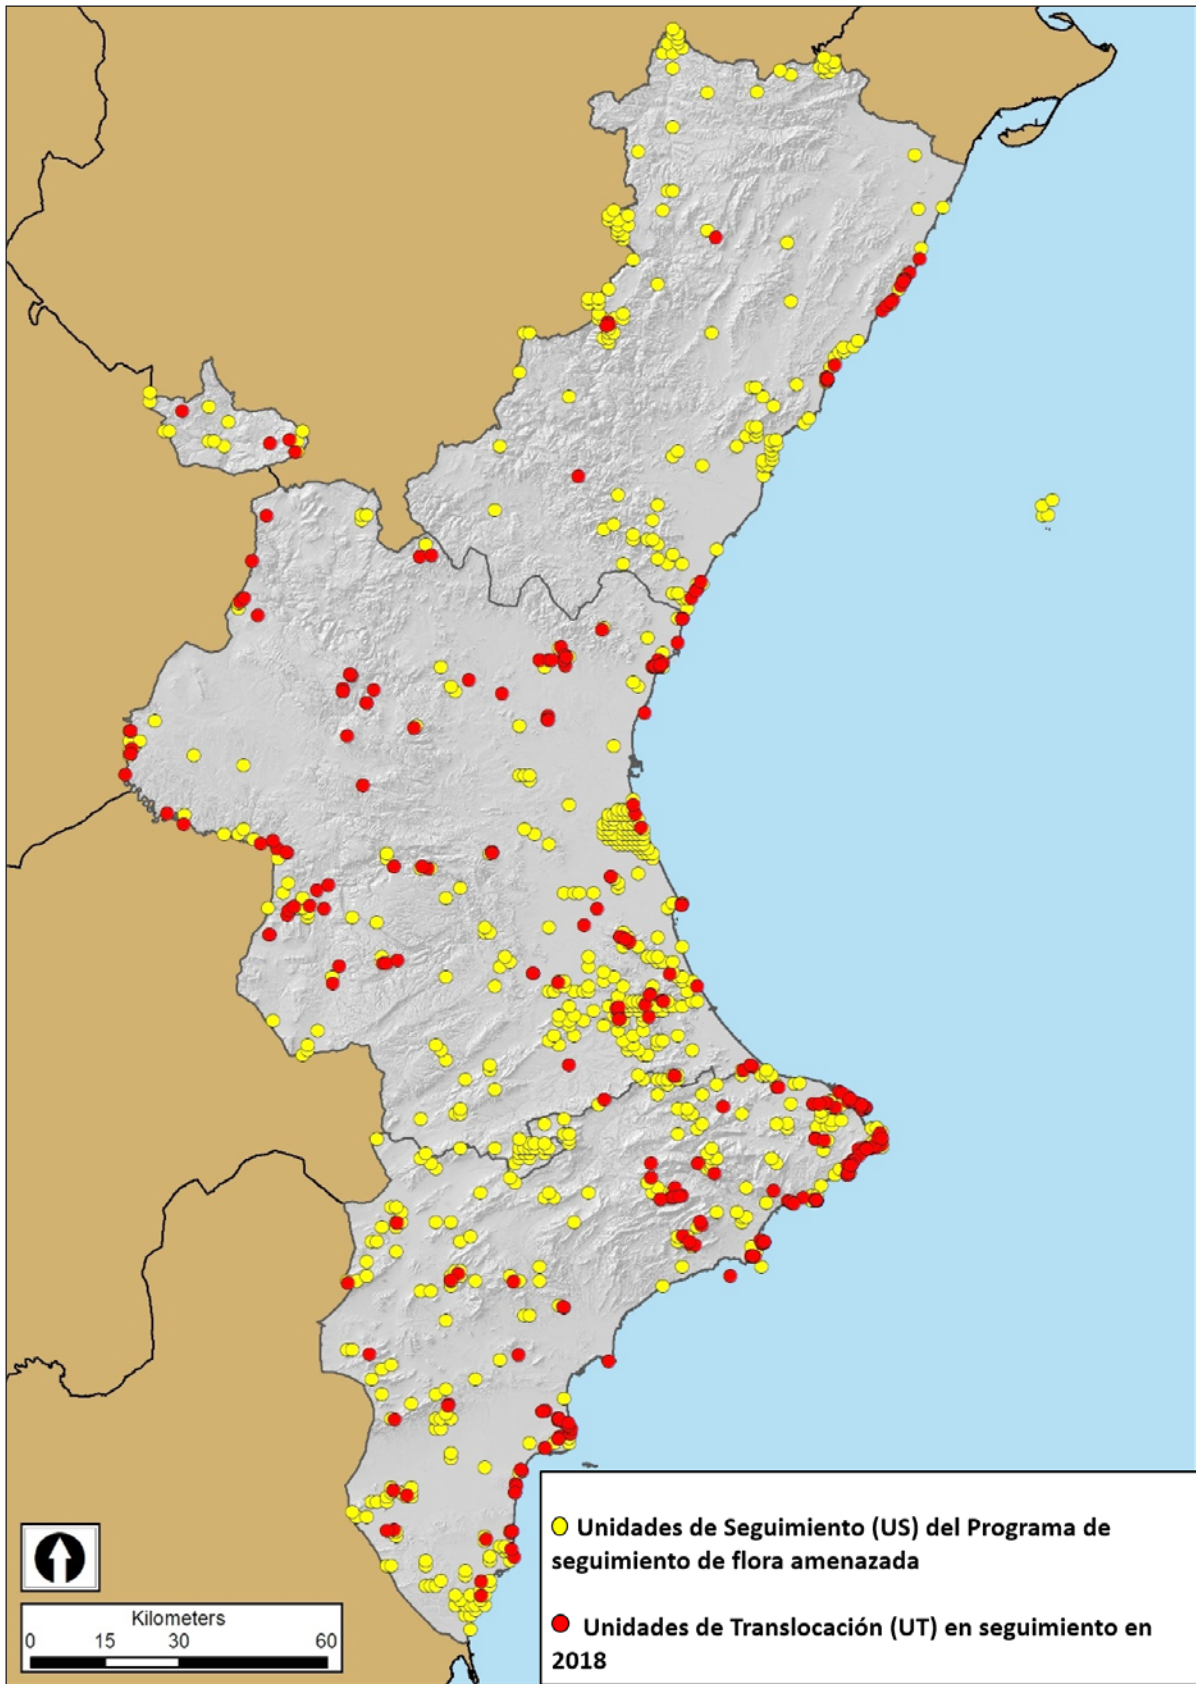 Kilometers
0 15 30 60
Unidades de Seguimiento (US) del Programa de
seguimiento de flora amenazada
Unidades de Translocación (UT) en seguimiento en
2018